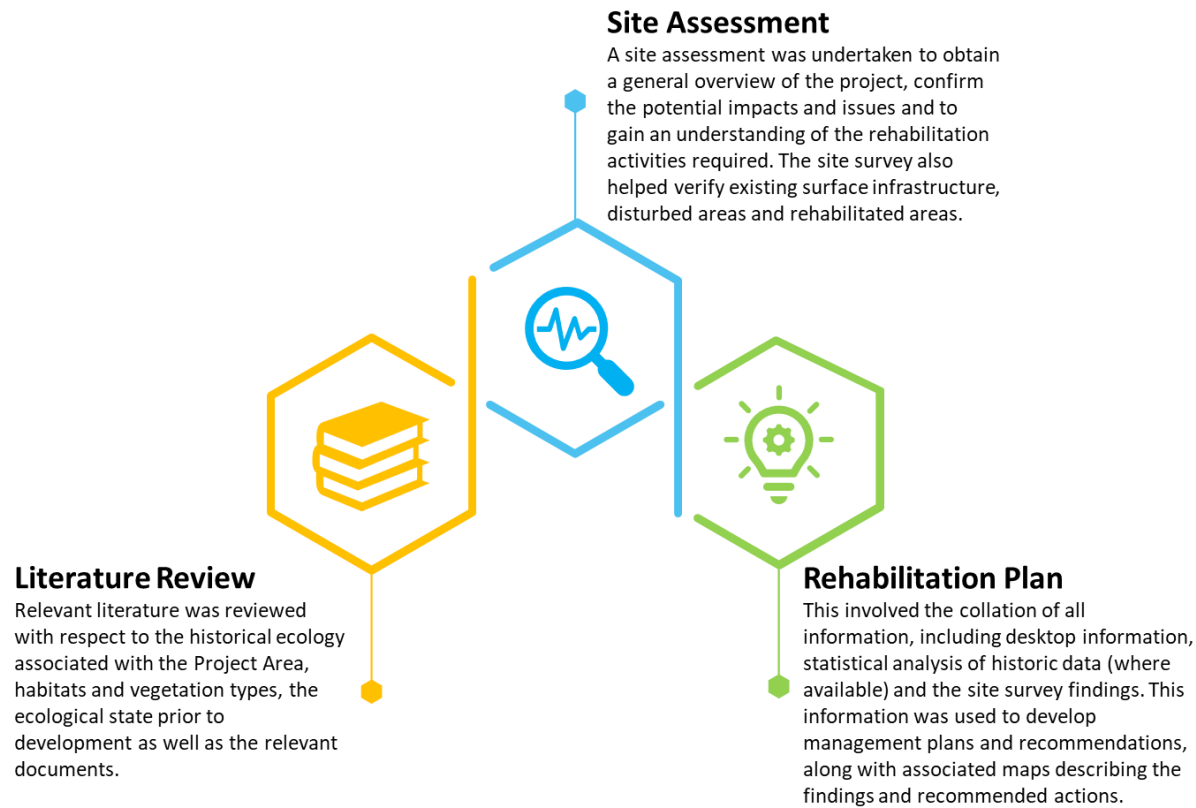 Site Assessment
A site assessment was undertaken to obtain
a general overview of the project, confirm
the potential impacts and issues and to
gain an understanding of the rehabilitation
activities required. The site survey also
helped verify existing surface infrastructure,
disturbed areas and rehabilitated areas.
Literature Review
Relevant literature was reviewed
with respect to the historical ecology
associated with the Project Area,
habitats and vegetation types, the
ecological state prior to
development as well as the relevant
documents.
Rehabilitation Plan
This involved the collation of all
information, including desktop information,
statistical analysis of historic data (where
available) and the site survey findings. This
information was used to develop
management plans and recommendations,
along with associated maps describing the
findings and recommended actions.